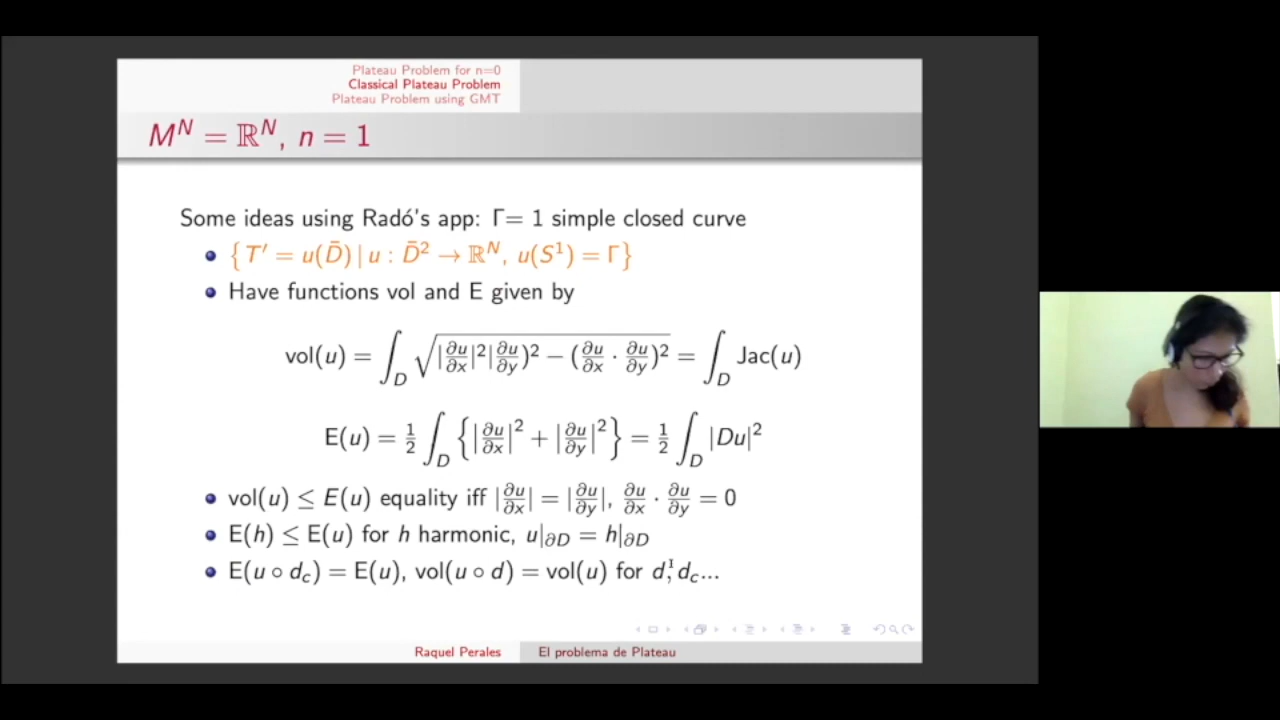 Plateau Problem for n=0
Classical Plateau Problem
Plateau Problem using GMT
M^N = ℝ^N, n = 1
Some ideas using Radó's app: Γ= 1 simple closed curve
{T′ = u(D̄) | u : D̄² → ℝ^N, u(S¹) = Γ}
Have functions vol and E given by
vol(u) = ∫_D √(|∂u/∂x|²|∂u/∂y)² − (∂u/∂x · ∂u/∂y)²) = ∫_D Jac(u)
E(u) = ½ ∫_D {|∂u/∂x|² + |∂u/∂y|²} = ½ ∫_D |Du|²
vol(u) ≤ E(u) equality iff |∂u/∂x| = |∂u/∂y|, ∂u/∂x · ∂u/∂y = 0
E(h) ≤ E(u) for h harmonic, u|∂D = h|∂D
E(u ∘ d_c) = E(u), vol(u ∘ d) = vol(u) for d, d_c...
Raquel Perales El problema de Plateau